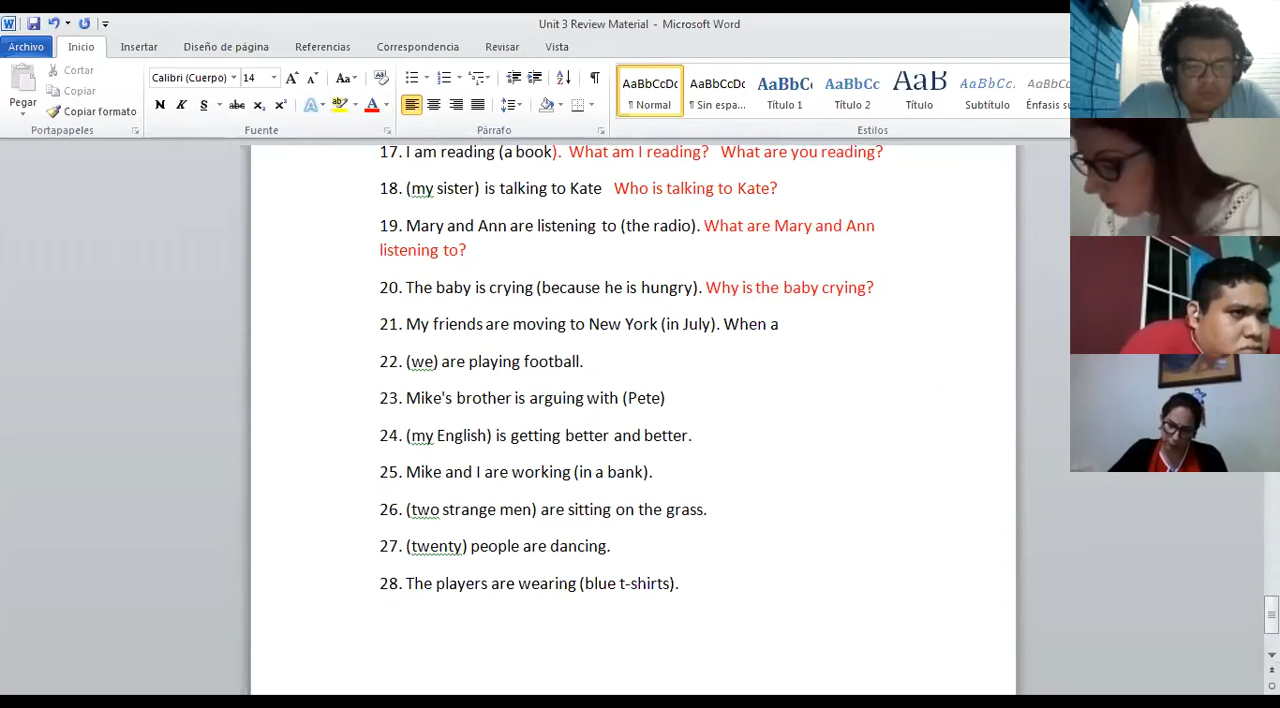 Unit 3 Review Material - Microsoft Word
Archivo Inicio Insertar Diseño de página Referencias Correspondencia Revisar Vista
Cortar
Copiar
Copiar formato
Pegar
Portapapeles
Calibri (Cuerpo) 14
Fuente
Párrafo
AaBbCcDc AaBbCcDc AaBbC AaBbCc AaB AaBbCc. AaBbCcD
¶ Normal ¶ Sin espa... Título 1 Título 2 Título Subtítulo Énfasis su
Estilos
17. I am reading (a book). What am I reading? What are you reading?
18. (my sister) is talking to Kate Who is talking to Kate?
19. Mary and Ann are listening to (the radio). What are Mary and Ann
listening to?
20. The baby is crying (because he is hungry). Why is the baby crying?
21. My friends are moving to New York (in July). When a
22. (we) are playing football.
23. Mike's brother is arguing with (Pete)
24. (my English) is getting better and better.
25. Mike and I are working (in a bank).
26. (two strange men) are sitting on the grass.
27. (twenty) people are dancing.
28. The players are wearing (blue t-shirts).